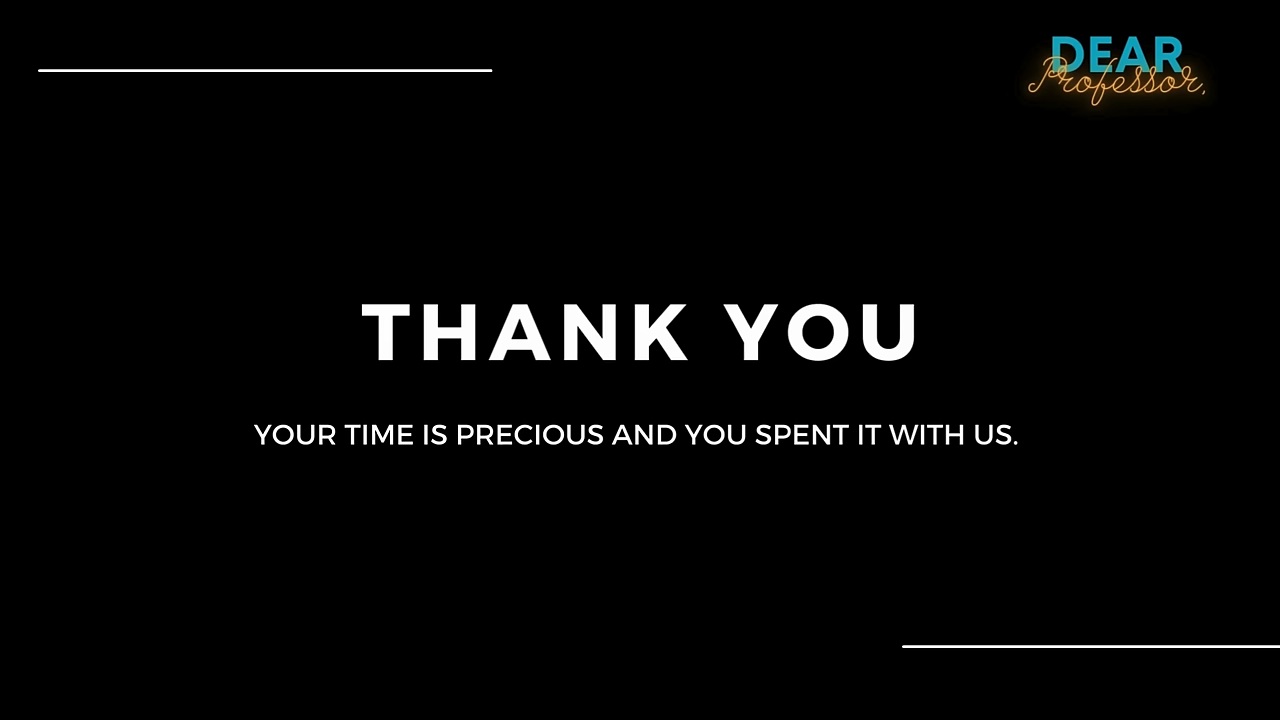 DEAR
Professor,
THANK YOU
YOUR TIME IS PRECIOUS AND YOU SPENT IT WITH US.